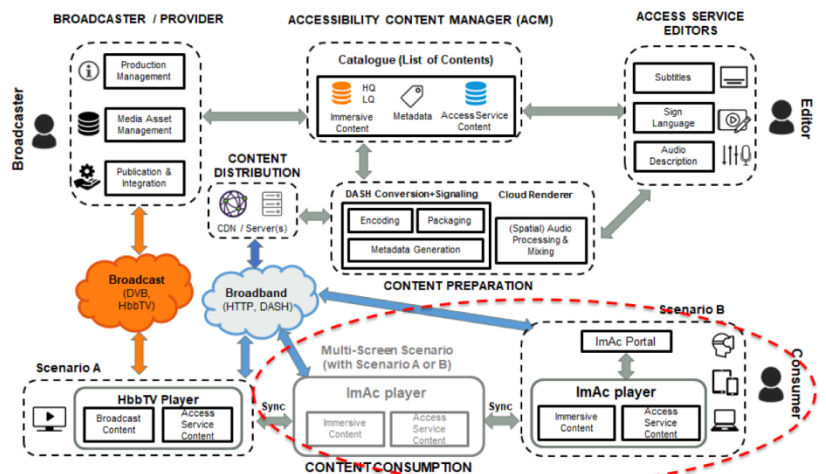 BROADCASTER / PROVIDER
ACCESSIBILITY CONTENT MANAGER (ACM)
ACCESS SERVICE
EDITORS
Broadcaster
Production
Management
Media Asset
Management
Publication &
Integration
Catalogue (List of Contents)
HQ
LQ
Immersive
Content
Metadata
Access Service
Content
Subtitles
Sign
Language
Audio
Description
Editor
CONTENT
DISTRIBUTION
CDN / Server(s)
DASH Conversion+Signaling
Encoding
Packaging
Metadata Generation
Cloud Renderer
(Spatial) Audio
Processing &
Mixing
CONTENT PREPARATION
Broadcast
(DVB,
HbbTV)
Broadband
(HTTP, DASH)
Scenario A
HbbTV Player
Broadcast
Content
Access
Service
Content
Sync
Multi-Screen Scenario
(with Scenario A or B)
ImAc player
Immersive
Content
Access
Service
Content
Sync
Scenario B
ImAc Portal
ImAc player
Immersive
Content
Access
Service
Content
Consumer
CONTENT CONSUMPTION